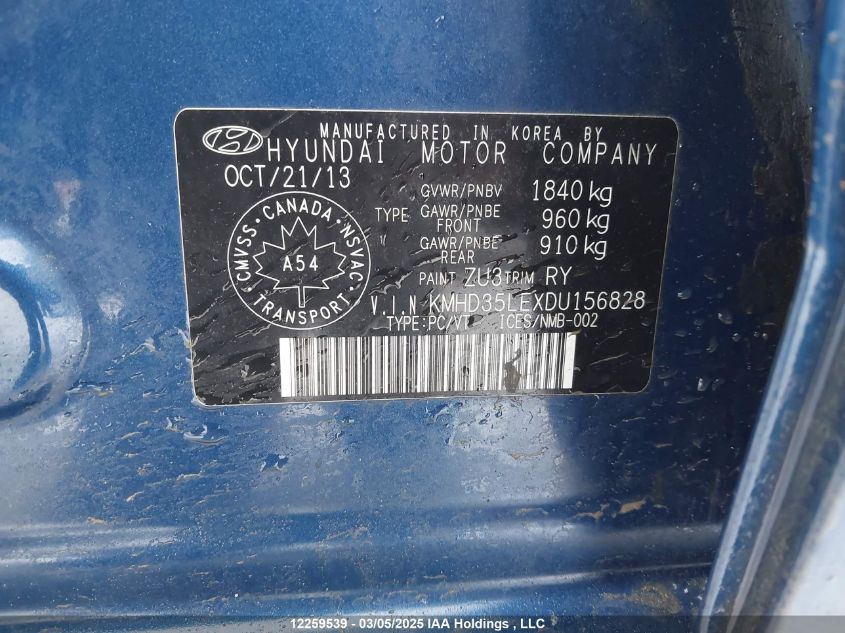 MANUFACTURED IN KOREA BY
HYUNDAI MOTOR COMPANY
OCT/21/13
GVWR/PNBV 1840 kg
TYPE GAWR/PNBE FRONT 960 kg
GAWR/PNBE REAR 910 kg
PAINT ZU3 TRIM RY
V.I.N KMHD35LEXDU156828
TYPE:PC/VT ICES/NMB-002
CANADA
CMVSS · NSVAC
A54
TRANSPORT
12259539 - 03/05/2025 IAA Holdings , LLC